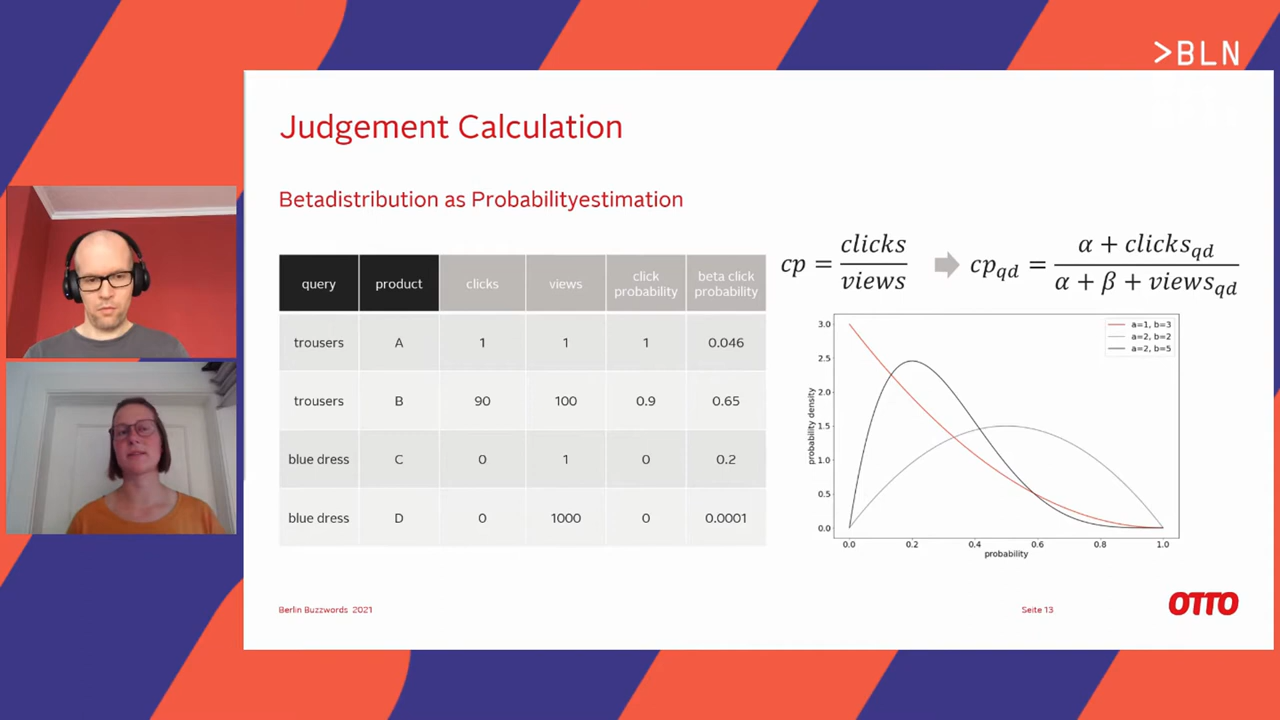 >BLN
Judgement Calculation
Betadistribution as Probabilityestimation
query product clicks views click probability beta click probability
trousers A 1 1 1 0.046
trousers B 90 100 0.9 0.65
blue dress C 0 1 0 0.2
blue dress D 0 1000 0 0.0001
cp = clicks / views
cp_qd = α + clicks_qd / α + β + views_qd
a=1, b=3
a=2, b=2
a=2, b=5
probability density
3.0
2.5
2.0
1.5
1.0
0.5
0.0
0.0 0.2 0.4 0.6 0.8 1.0
probability
Berlin Buzzwords 2021
Seite 13
OTTO